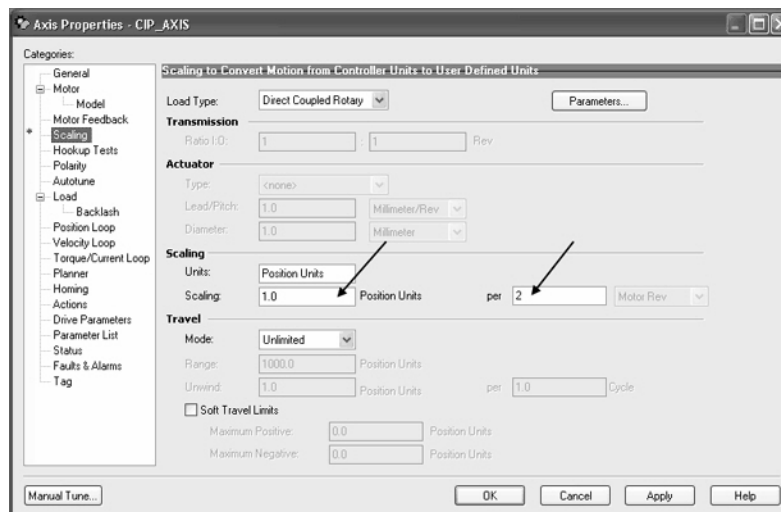 Axis Properties - CIP_AXIS
Categories:
General
Motor
Model
Motor Feedback
Scaling
Hookup Tests
Polarity
Autotune
Load
Backlash
Position Loop
Velocity Loop
Torque/Current Loop
Planner
Homing
Actions
Drive Parameters
Parameter List
Status
Faults & Alarms
Tag
Scaling to Convert Motion from Controller Units to User Defined Units
Load Type: Direct Coupled Rotary Parameters...
Transmission
Ratio I:O: 1 : 1 Rev
Actuator
Type: <none>
Lead/Pitch: 1.0 Millimeter/Rev
Diameter: 1.0 Millimeter
Scaling
Units: Position Units
Scaling: 1.0 Position Units per 2 Motor Rev
Travel
Mode: Unlimited
Range: 1000.0 Position Units
Unwind: 1.0 Position Units per 1.0 Cycle
Soft Travel Limits
Maximum Positive: 0.0 Position Units
Maximum Negative: 0.0 Position Units
Manual Tune... OK Cancel Apply Help